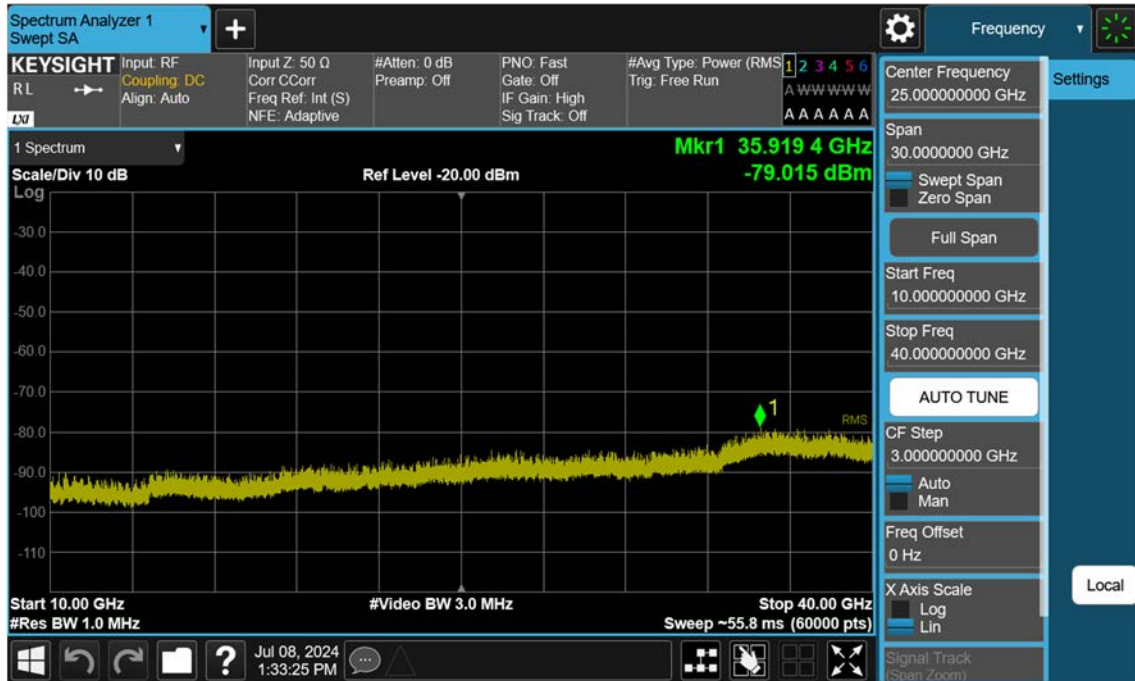 Spectrum Analyzer 1
Swept SA
Frequency
KEYSIGHT
R L
LXI
Input: RF
Coupling: DC
Align: Auto
Input Z: 50 Ω
Corr CCorr
Freq Ref: Int (S)
NFE: Adaptive
#Atten: 0 dB
Preamp: Off
PNO: Fast
Gate: Off
IF Gain: High
Sig Track: Off
#Avg Type: Power (RMS
Trig: Free Run
1 2 3 4 5 6
A W W W W W
A A A A A A
1 Spectrum
Scale/Div 10 dB
Ref Level -20.00 dBm
Mkr1 35.919 4 GHz
-79.015 dBm
Log
-30.0
-40.0
-50.0
-60.0
-70.0
-80.0
-90.0
-100
-110
1
RMS
Start 10.00 GHz
#Res BW 1.0 MHz
#Video BW 3.0 MHz
Stop 40.00 GHz
Sweep ~55.8 ms (60000 pts)
Center Frequency
25.000000000 GHz
Span
30.0000000 GHz
Swept Span
Zero Span
Full Span
Start Freq
10.000000000 GHz
Stop Freq
40.000000000 GHz
AUTO TUNE
CF Step
3.000000000 GHz
Auto
Man
Freq Offset
0 Hz
X Axis Scale
Log
Lin
Signal Track
(Span Zoom)
Settings
Local
?
Jul 08, 2024
1:33:25 PM